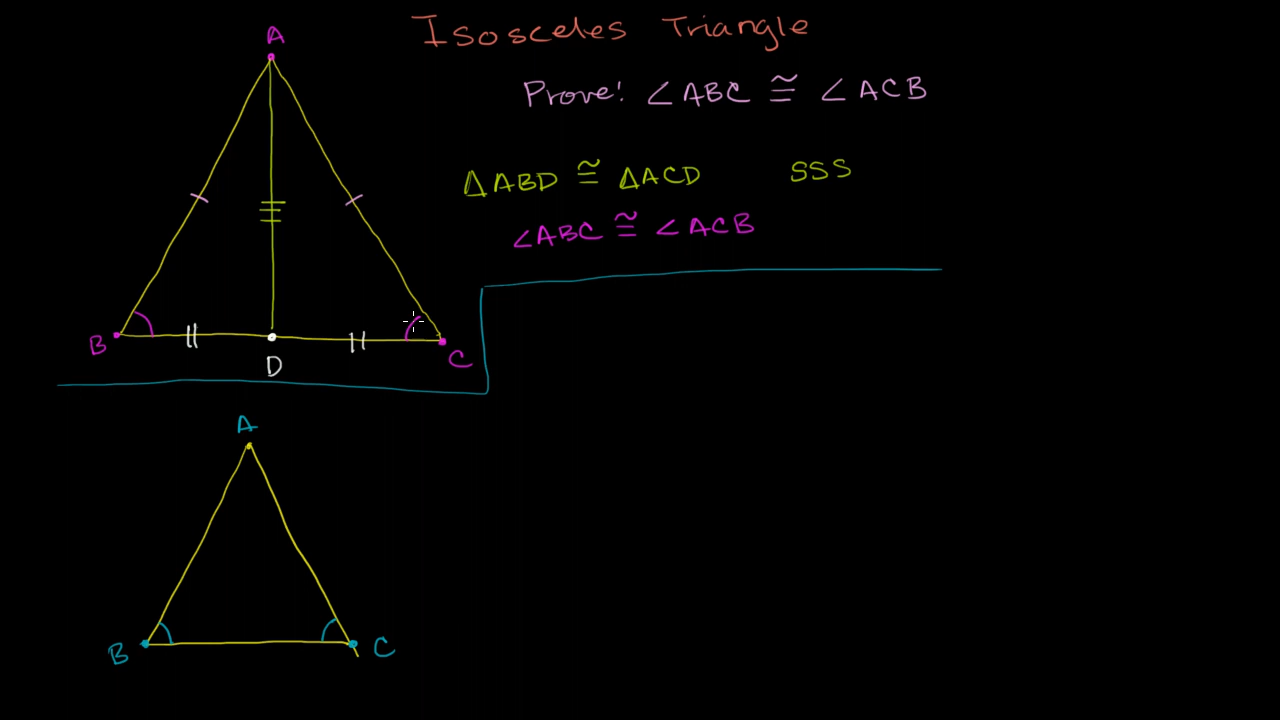 A
Isosceles Triangle
Prove: ∠ABC ≅ ∠ACB
ΔABD ≅ ΔACD SSS
∠ABC ≅ ∠ACB
B
D
C
A
B
C